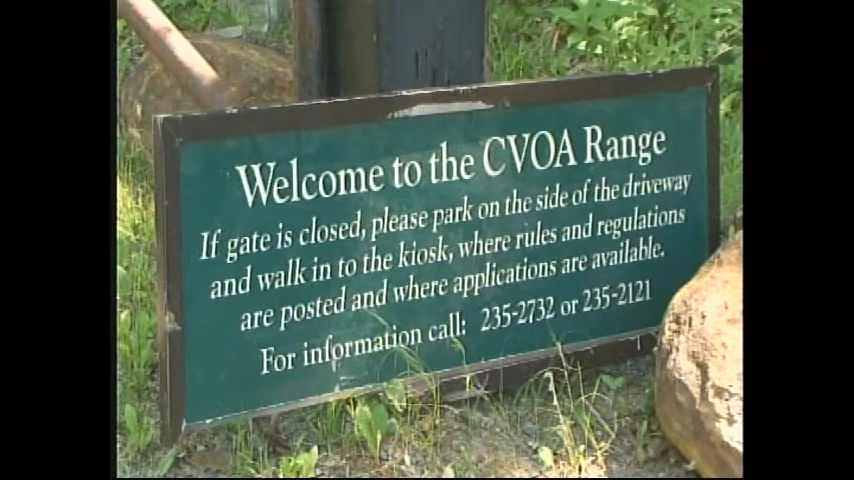 Welcome to the CVOA Range
If gate is closed, please park on the side of the driveway
and walk in to the kiosk, where rules and regulations
are posted and where applications are available.
For information call: 235-2732 or 235-2121